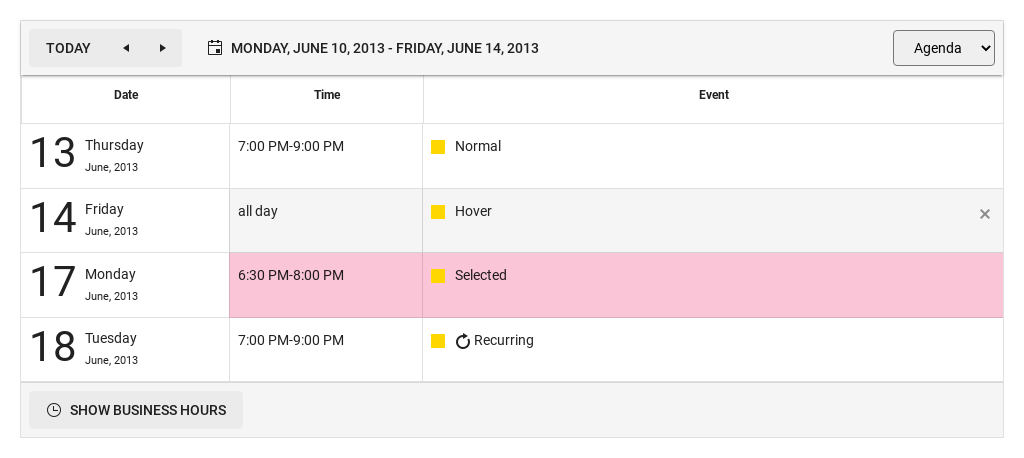 TODAY MONDAY, JUNE 10, 2013 - FRIDAY, JUNE 14, 2013 Agenda
Date Time Event
13 Thursday 7:00 PM-9:00 PM Normal
June, 2013
14 Friday all day Hover
June, 2013
17 Monday 6:30 PM-8:00 PM Selected
June, 2013
18 Tuesday 7:00 PM-9:00 PM Recurring
June, 2013
SHOW BUSINESS HOURS